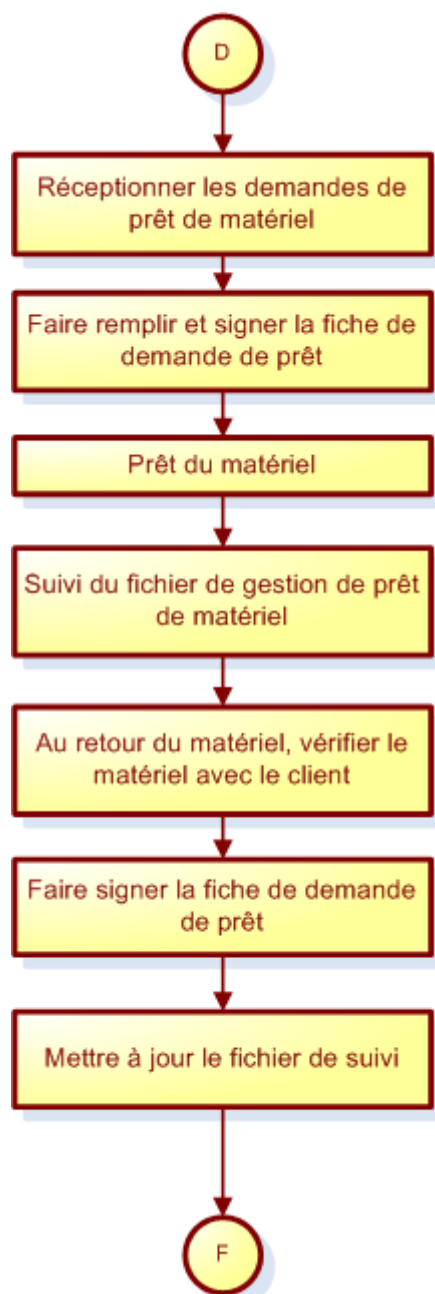 D
Réceptionner les demandes de
prêt de matériel
Faire remplir et signer la fiche de
demande de prêt
Prêt du matériel
Suivi du fichier de gestion de prêt
de matériel
Au retour du matériel, vérifier le
matériel avec le client
Faire signer la fiche de demande
de prêt
Mettre à jour le fichier de suivi
F